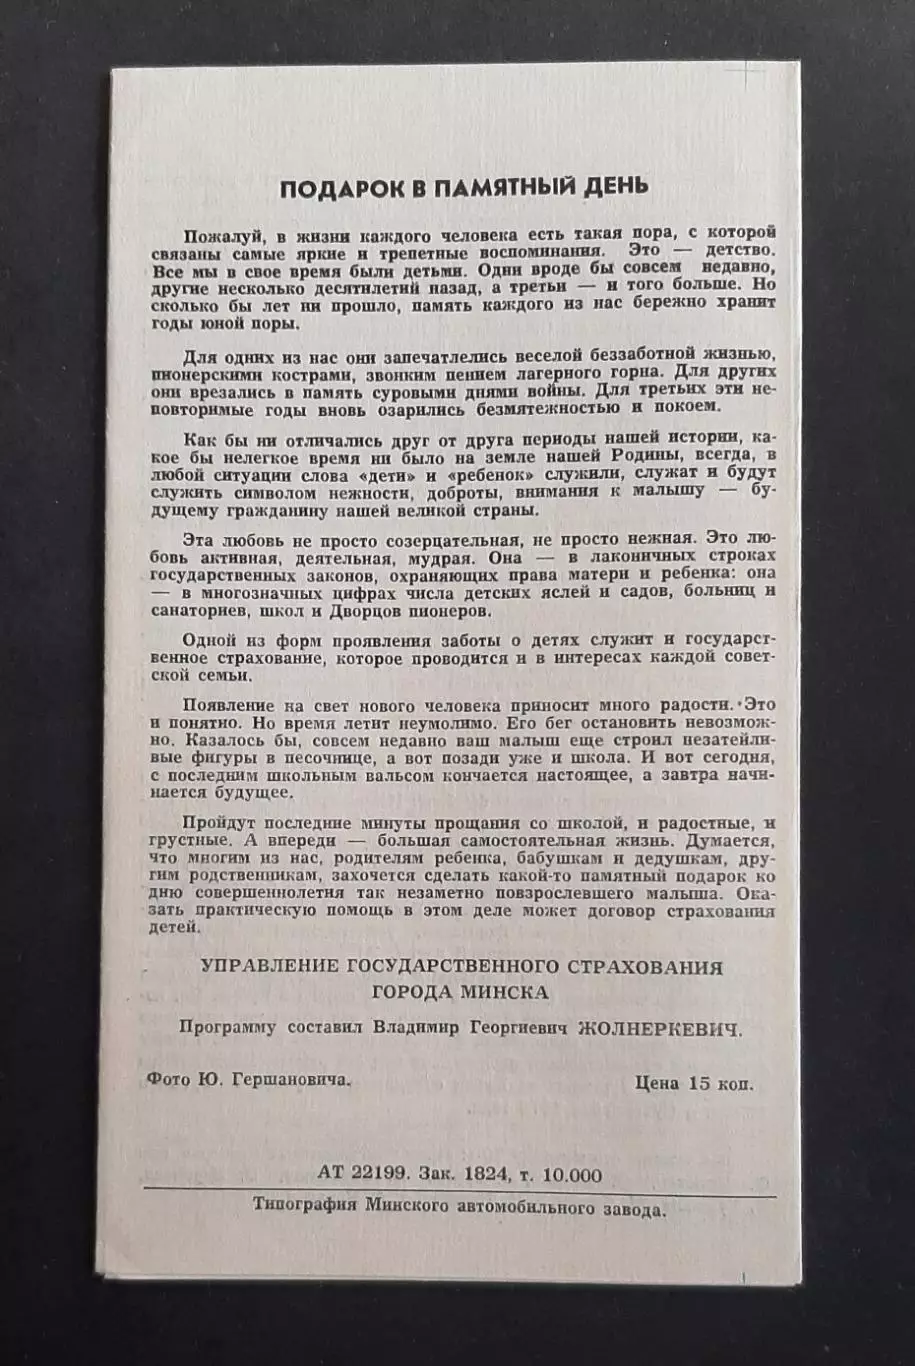 ПОДАРОК В ПАМЯТНЫЙ ДЕНЬ
Пожалуй, в жизни каждого человека есть такая пора, с которой
связаны самые яркие и трепетные воспоминания. Это — детство.
Все мы в свое время были детьми. Одни вроде бы совсем недавно,
другие несколько десятилетий назад, а третьи — и того больше. Но
сколько бы лет ни прошло, память каждого из нас бережно хранит
годы юной поры.
Для одних из нас они запечатлелись веселой беззаботной жизнью,
пионерскими кострами, звонким пением лагерного горна. Для других
они врезались в память суровыми днями войны. Для третьих эти не-
повторимые годы вновь озарились безмятежностью и покоем.
Как бы ни отличались друг от друга периоды нашей истории, ка-
кое бы нелегкое время ни было на земле нашей Родины, всегда, в
любой ситуации слова «дети» и «ребенок» служили, служат и будут
служить символом нежности, доброты, внимания к малышу — бу-
дущему гражданину нашей великой страны.
Эта любовь не просто созерцательная, не просто нежная. Это лю-
бовь активная, деятельная, мудрая. Она — в лаконичных строках
государственных законов, охраняющих права матери и ребенка: она
— в многозначных цифрах числа детских яслей и садов, больниц и
санаториев, школ и Дворцов пионеров.
Одной из форм проявления заботы о детях служит и государст-
венное страхование, которое проводится и в интересах каждой совет-
ской семьи.
Появление на свет нового человека приносит много радости. Это
и понятно. Но время летит неумолимо. Его бег остановить невозмож-
но. Казалось бы, совсем недавно ваш малыш еще строил незатейли-
вые фигуры в песочнице, а вот позади уже и школа. И вот сегодня,
с последним школьным вальсом кончается настоящее, а завтра начи-
нается будущее.
Пройдут последние минуты прощания со школой, и радостные, и
грустные. А впереди — большая самостоятельная жизнь. Думается,
что многим из нас, родителям ребенка, бабушкам и дедушкам, дру-
гим родственникам, захочется сделать какой-то памятный подарок ко
дню совершеннолетия так незаметно повзрослевшего малыша. Ока-
зать практическую помощь в этом деле может договор страхования
детей.
УПРАВЛЕНИЕ ГОСУДАРСТВЕННОГО СТРАХОВАНИЯ
ГОРОДА МИНСКА
Программу составил Владимир Георгиевич ЖОЛНЕРКЕВИЧ.
Фото Ю. Гершановича.
Цена 15 коп.
АТ 22199. Зак. 1824, т. 10.000
Типография Минского автомобильного завода.